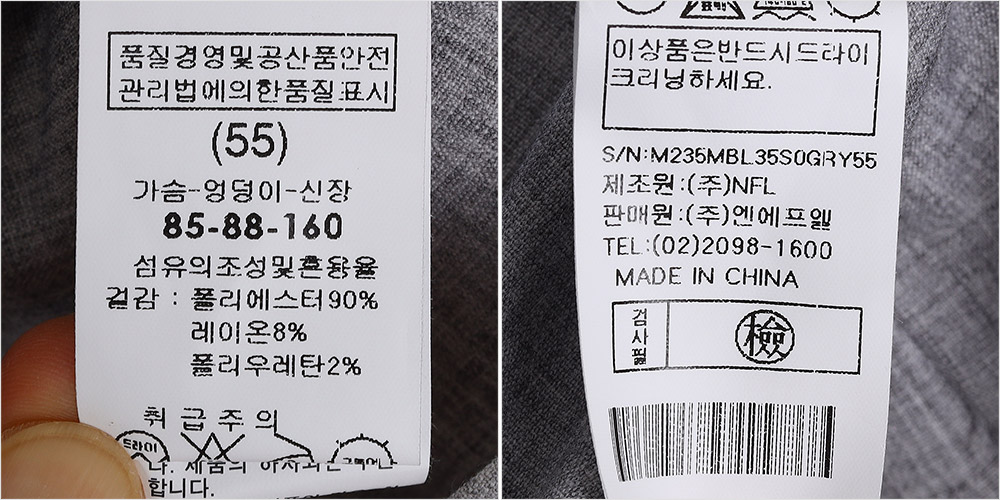 품질경영및공산품안전
관리법에의한품질표시
(55)
가슴-엉덩이-신장
85-88-160
섬유의조성및혼용율
겉감 : 폴리에스터90%
레이온8%
폴리우레탄2%
취급주의
드라이
합니다.
표백
이상품은반드시드라이
크리닝하세요.
S/N:M235MBL35S0GRY55
제조원:(주)NFL
판매원:(주)엔에프엘
TEL:(02)2098-1600
MADE IN CHINA
검사필
檢